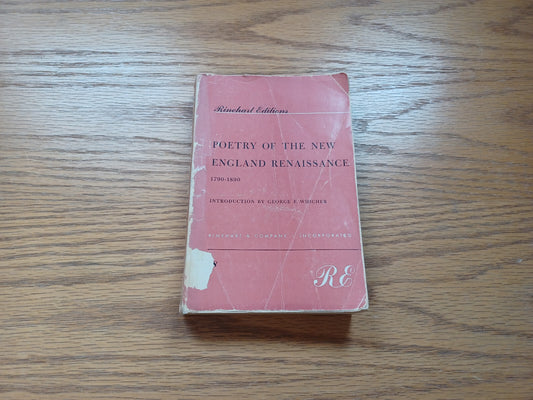 Rinehart Editions
POETRY OF THE NEW
ENGLAND RENAISSANCE
1790-1890
INTRODUCTION BY GEORGE F. WHICHER
RINEHART & COMPANY · INCORPORATED
RE